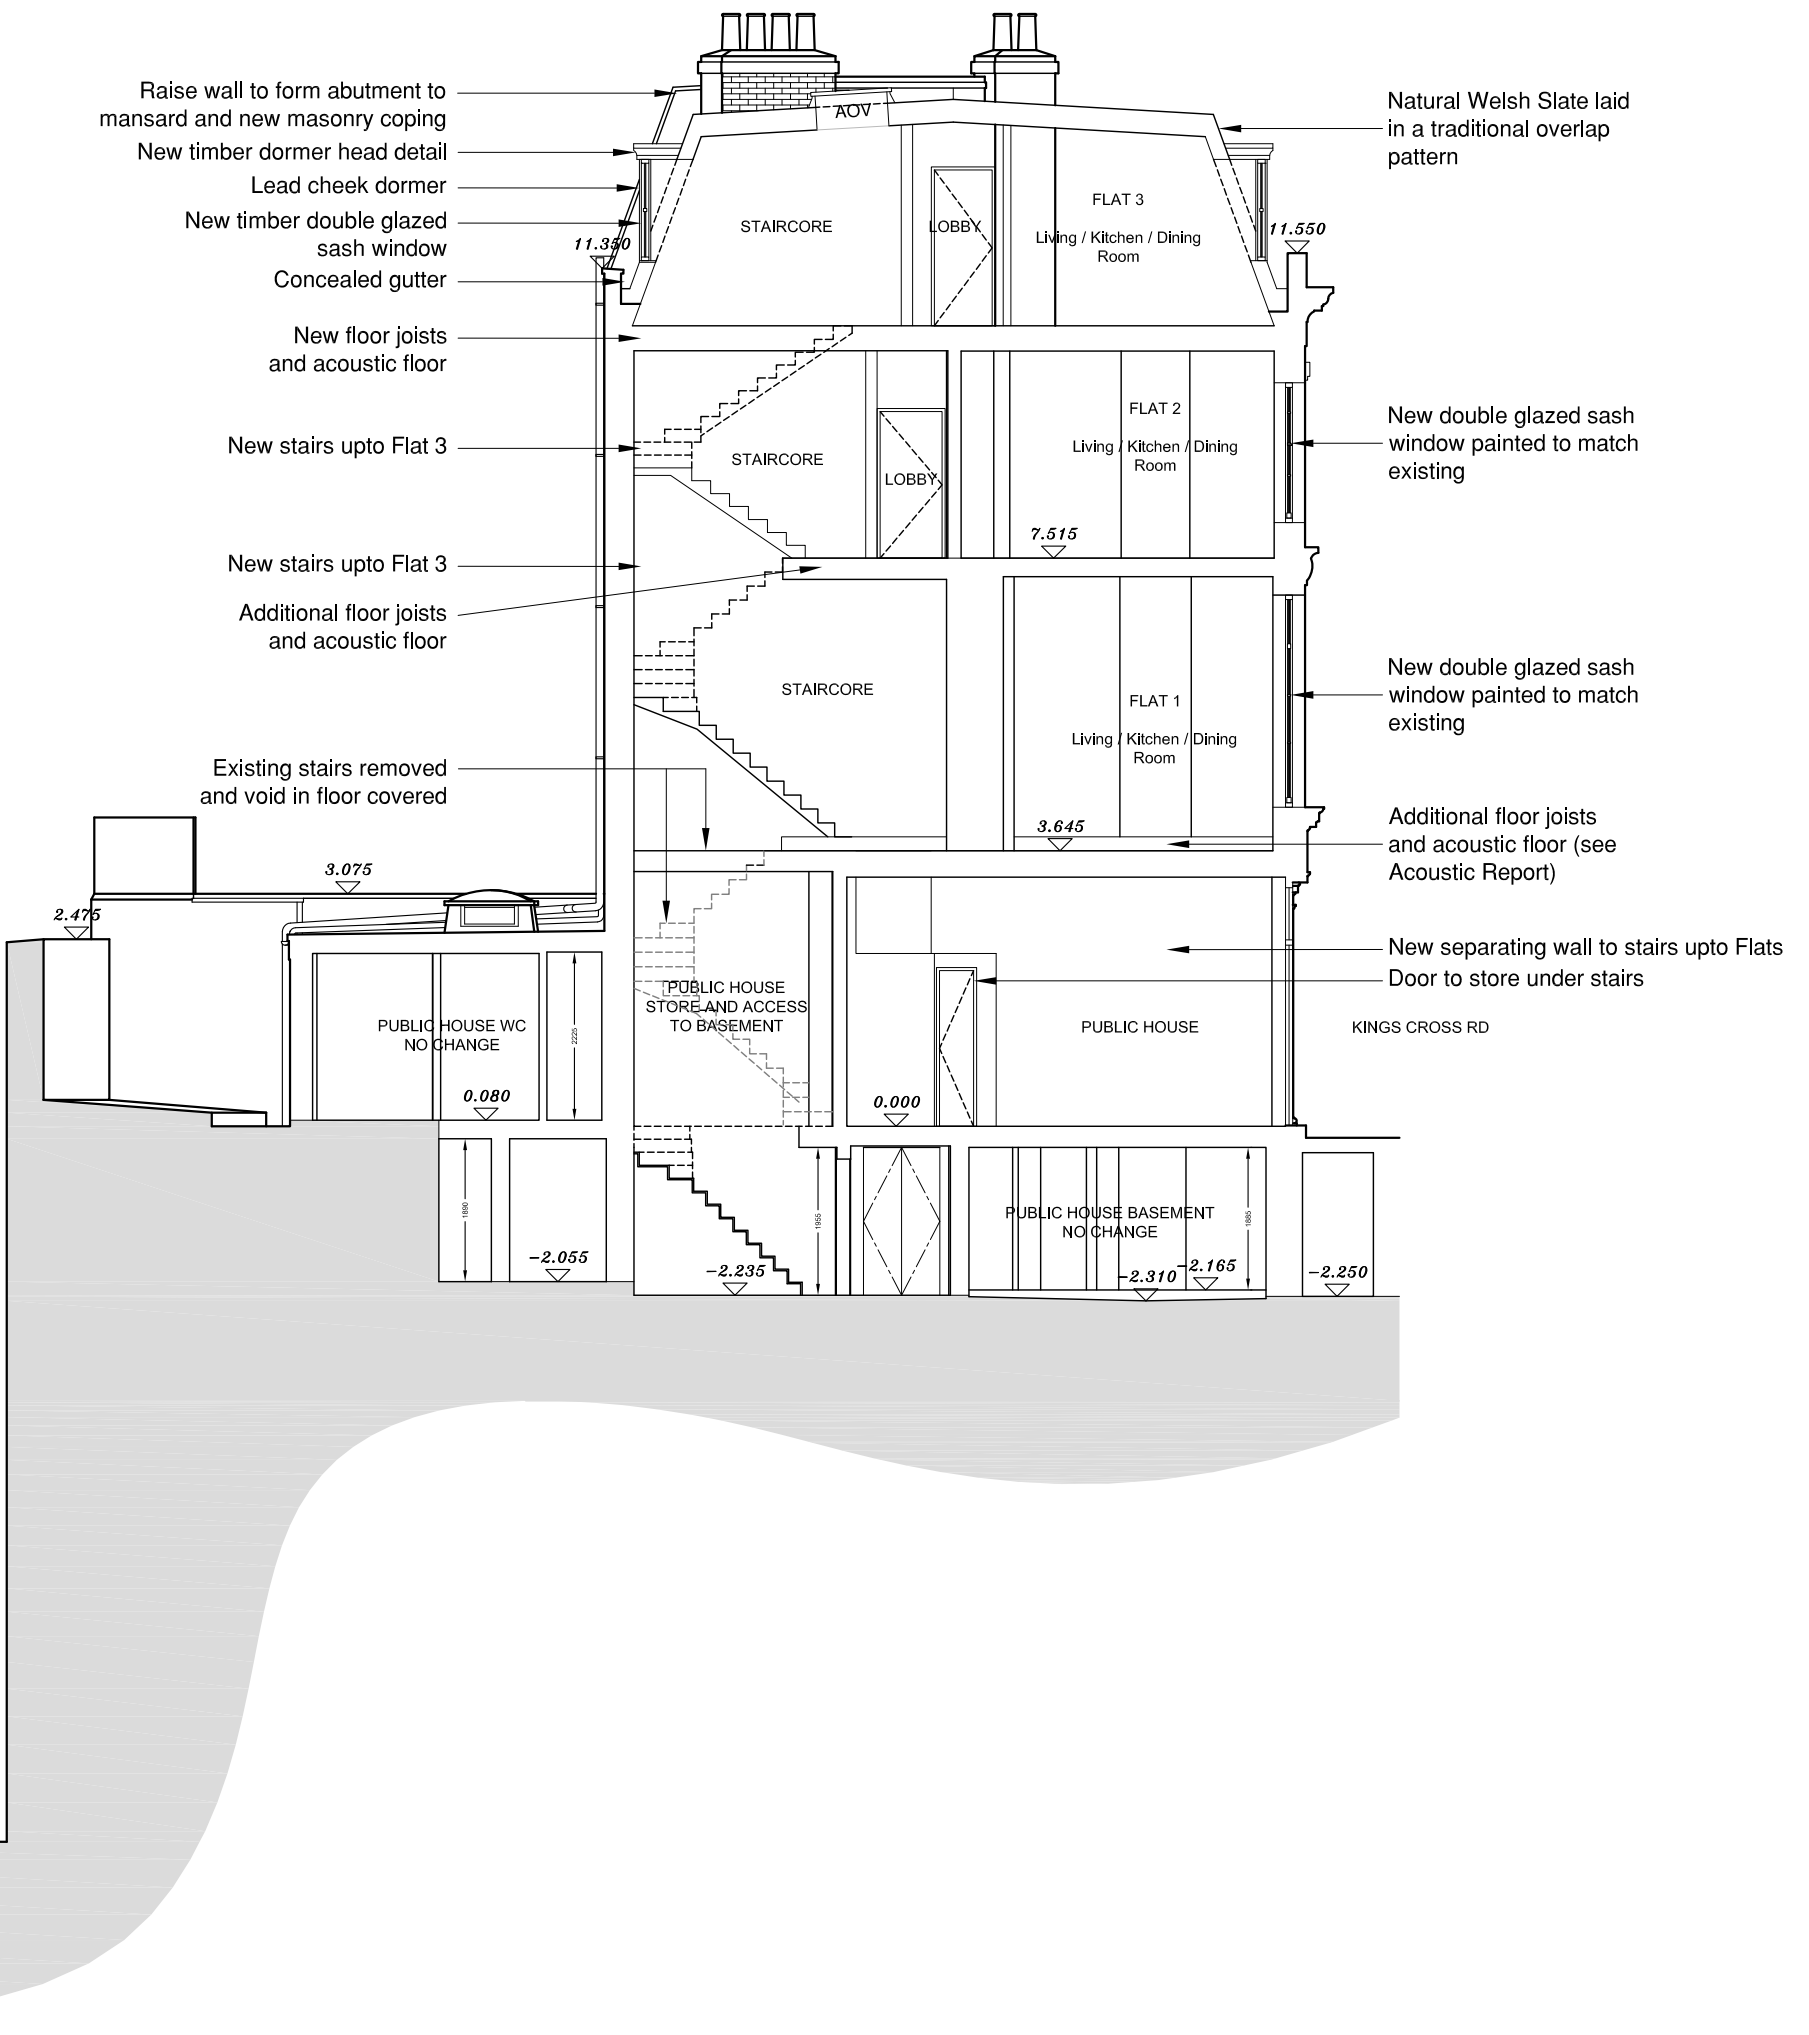 AOV
Raise wall to form abutment to
mansard and new masonry coping
New timber dormer head detail
Lead cheek dormer
New timber double glazed
sash window
11.350
Concealed gutter
New floor joists
and acoustic floor
New stairs upto Flat 3
New stairs upto Flat 3
Additional floor joists
and acoustic floor
Existing stairs removed
and void in floor covered
Natural Welsh Slate laid
in a traditional overlap
pattern
STAIRCORE
LOBBY
FLAT 3
Living / Kitchen / Dining
Room
11.550
FLAT 2
Living / Kitchen / Dining
Room
STAIRCORE
LOBBY
7.515
New double glazed sash
window painted to match
existing
STAIRCORE
FLAT 1
Living / Kitchen / Dining
Room
3.645
New double glazed sash
window painted to match
existing
Additional floor joists
and acoustic floor (see
Acoustic Report)
3.075
2.475
New separating wall to stairs upto Flats
Door to store under stairs
PUBLIC HOUSE WC
NO CHANGE
2225
0.080
PUBLIC HOUSE
STORE AND ACCESS
TO BASEMENT
PUBLIC HOUSE
0.000
KINGS CROSS RD
1890
-2.055
-2.235
1955
PUBLIC HOUSE BASEMENT
NO CHANGE
1885
-2.310
-2.165
-2.250